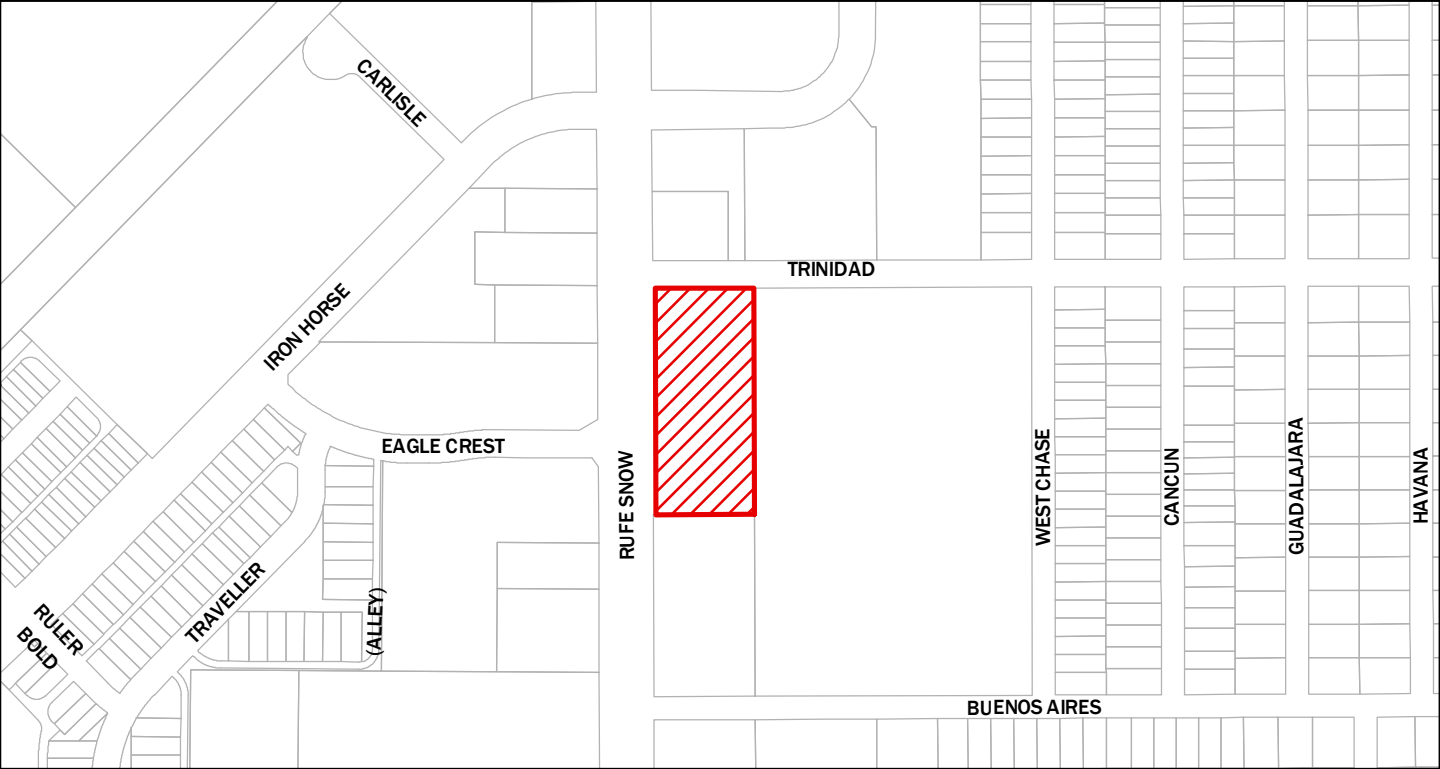 CARLISLE
TRINIDAD
IRON HORSE
EAGLE CREST
RUFE SNOW
WEST CHASE
CANCUN
GUADALAJARA
HAVANA
TRAVELLER
(ALLEY)
BOLD
RULER
BUENOS AIRES